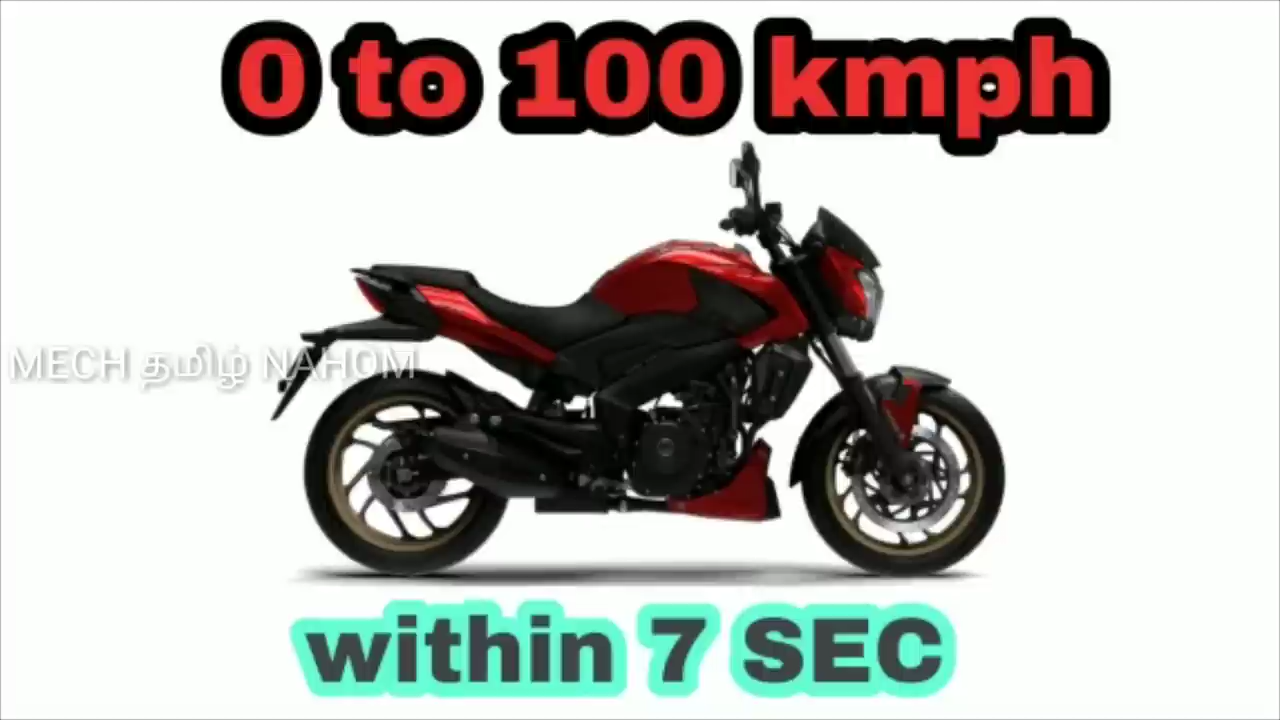 0 to 100 kmph
MECH தமிழ் NAHOM
within 7 SEC